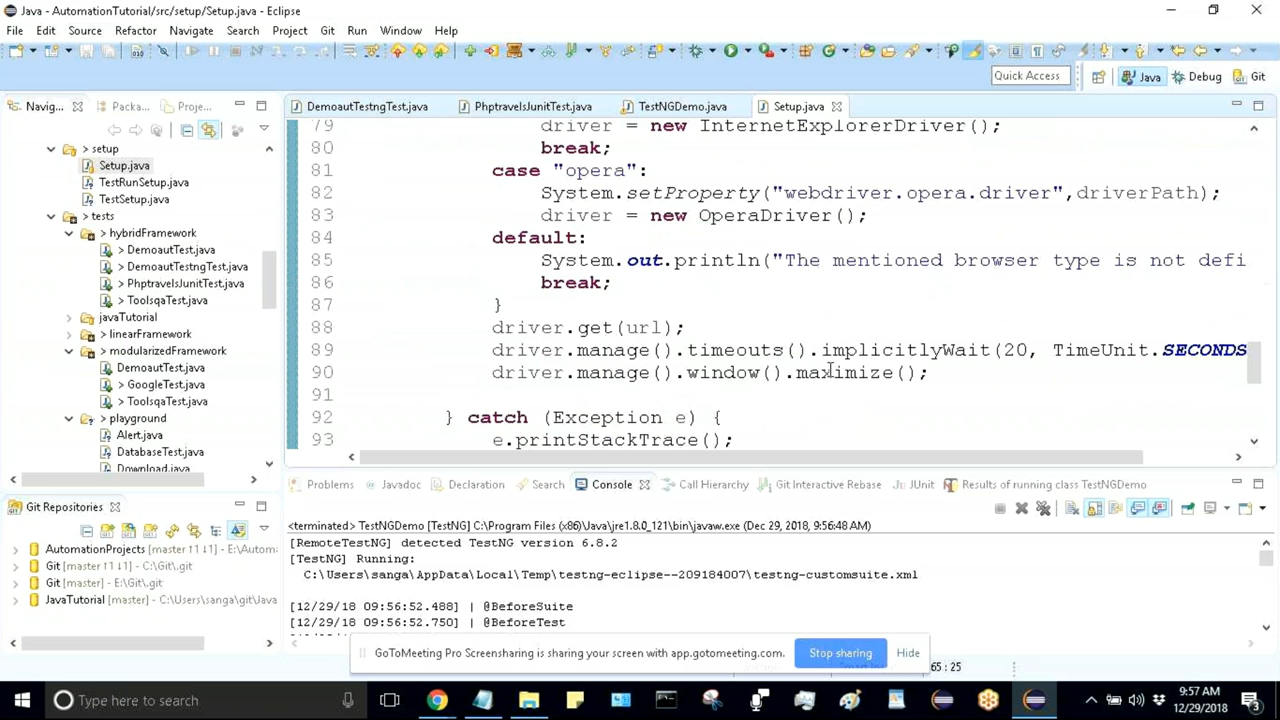 Java - AutomationTutorial/src/setup/Setup.java - Eclipse
File Edit Source Refactor Navigate Search Project Git Run Window Help
Quick Access
Java
Debug
Git
Navig...
Packa...
Proje...
DemoautTestngTest.java
PhptravelsJunitTest.java
TestNGDemo.java
Setup.java
> setup
Setup.java
TestRunSetup.java
TestSetup.java
> tests
> hybridFramework
> DemoautTest.java
> DemoautTestngTest.java
> PhptravelsJunitTest.java
> ToolsqaTest.java
javaTutorial
> linearFramework
> modularizedFramework
DemoautTest.java
> GoogleTest.java
> ToolsqaTest.java
> playground
Alert.java
DatabaseTest.java
Download.java
79 driver = new InternetExplorerDriver();
80 break;
81 case "opera":
82 System.setProperty("webdriver.opera.driver",driverPath);
83 driver = new OperaDriver();
84 default:
85 System.out.println("The mentioned browser type is not defi
86 break;
87 }
88 driver.get(url);
89 driver.manage().timeouts().implicitlyWait(20, TimeUnit.SECONDS
90 driver.manage().window().maximize();
91
92 } catch (Exception e) {
93 e.printStackTrace();
Git Repositories
AutomationProjects [master ↑1 ↓1] - E:\Autom
Git [master ↑1 ↓1] - C:\Git\.git
Git [master] - E:\Git\.git
JavaTutorial [master] - C:\Users\sanga\git\Java
Problems Javadoc Declaration Search Console Call Hierarchy Git Interactive Rebase JUnit Results of running class TestNGDemo
<terminated> TestNGDemo [TestNG] C:\Program Files (x86)\Java\jre1.8.0_121\bin\javaw.exe (Dec 29, 2018, 9:56:48 AM)
[RemoteTestNG] detected TestNG version 6.8.2
[TestNG] Running:
C:\Users\sanga\AppData\Local\Temp\testng-eclipse--209184007\testng-customsuite.xml
[12/29/18 09:56:52.488] | @BeforeSuite
[12/29/18 09:56:52.750] | @BeforeTest
GoToMeeting Pro Screensharing is sharing your screen with app.gotomeeting.com.
Stop sharing
Hide
65 : 25
Type here to search
9:57 AM
12/29/2018
3